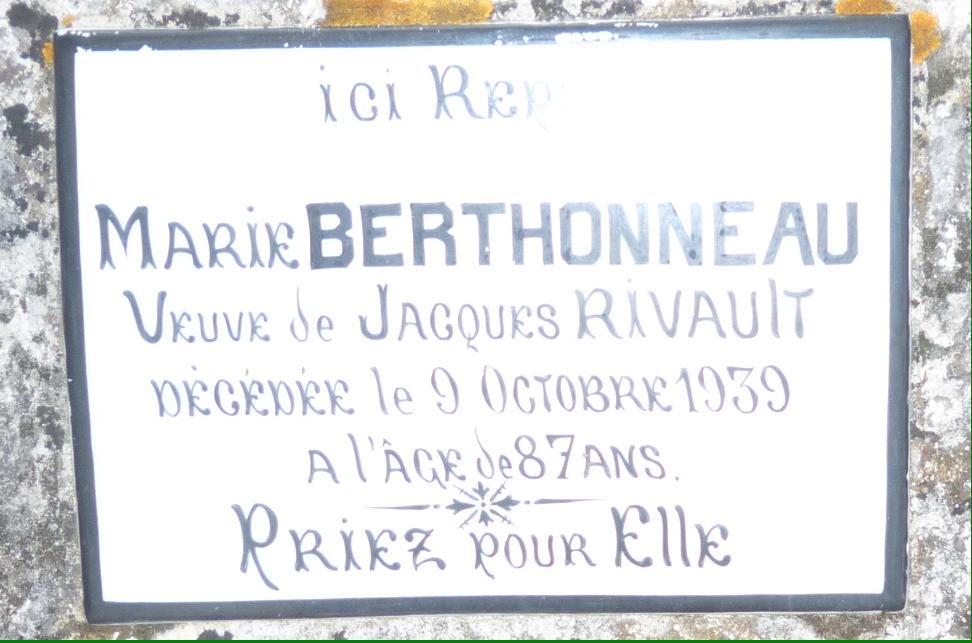 ici Rep
Marie BERTHONNEAU
Veuve de Jacques RIVAULT
DÉCÉDÉE le 9 Octobre 1939
A l'Âge de 87 ANS.
Priez pour Elle